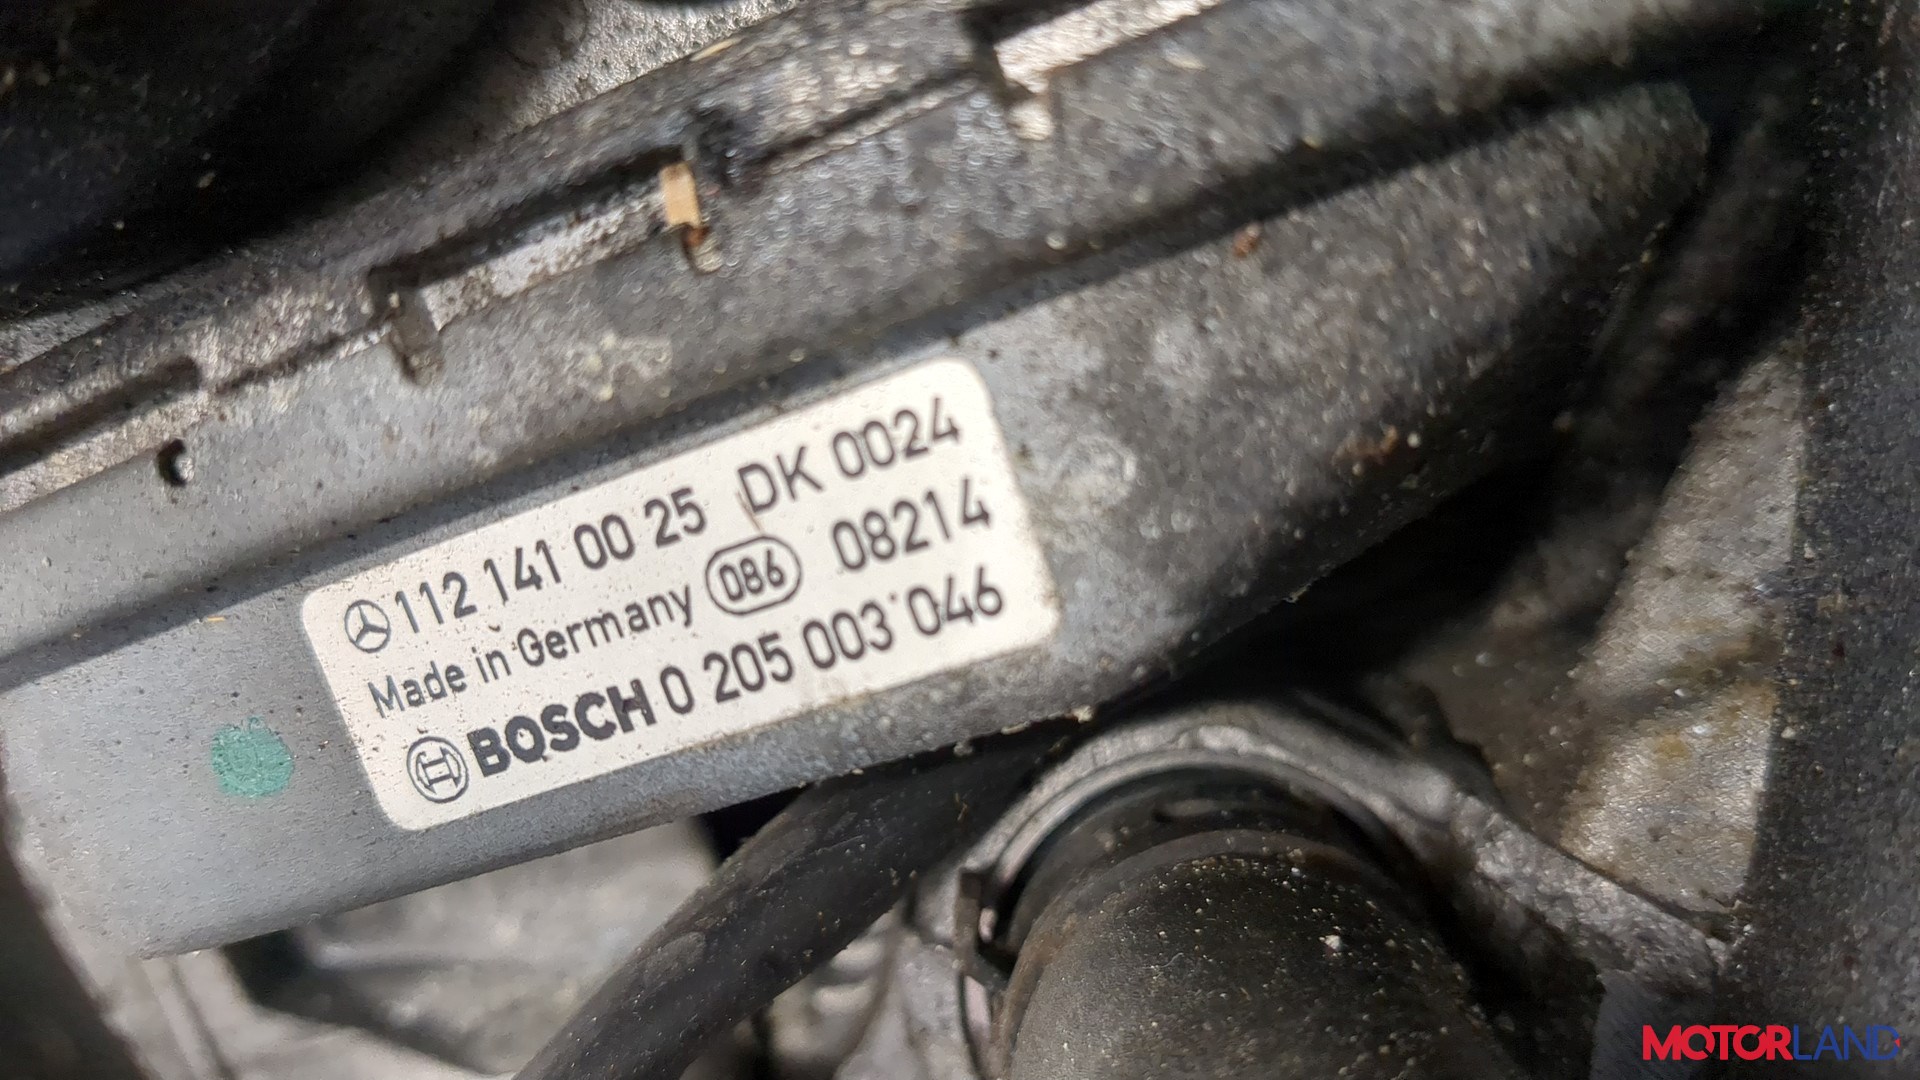 112 141 00 25 DK 0024
Made in Germany 086 08214
BOSCH 0 205 003 046
MOTORLAND